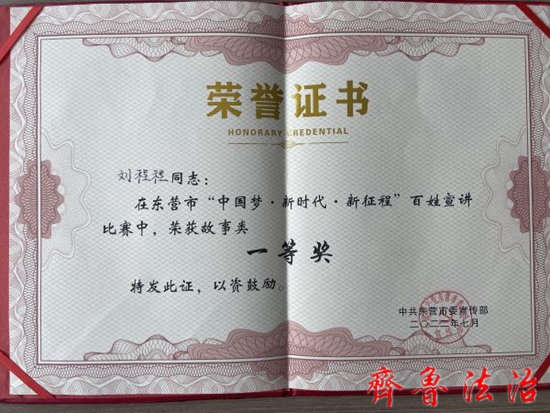 荣誉证书
HONORARY CREDENTIAL
刘程程同志：
在东营市“中国梦·新时代·新征程”百姓宣讲
比赛中，荣获故事类
一等奖
特发此证，以资鼓励。
中共东营市委宣传部
二〇二二年七月
齐鲁法治